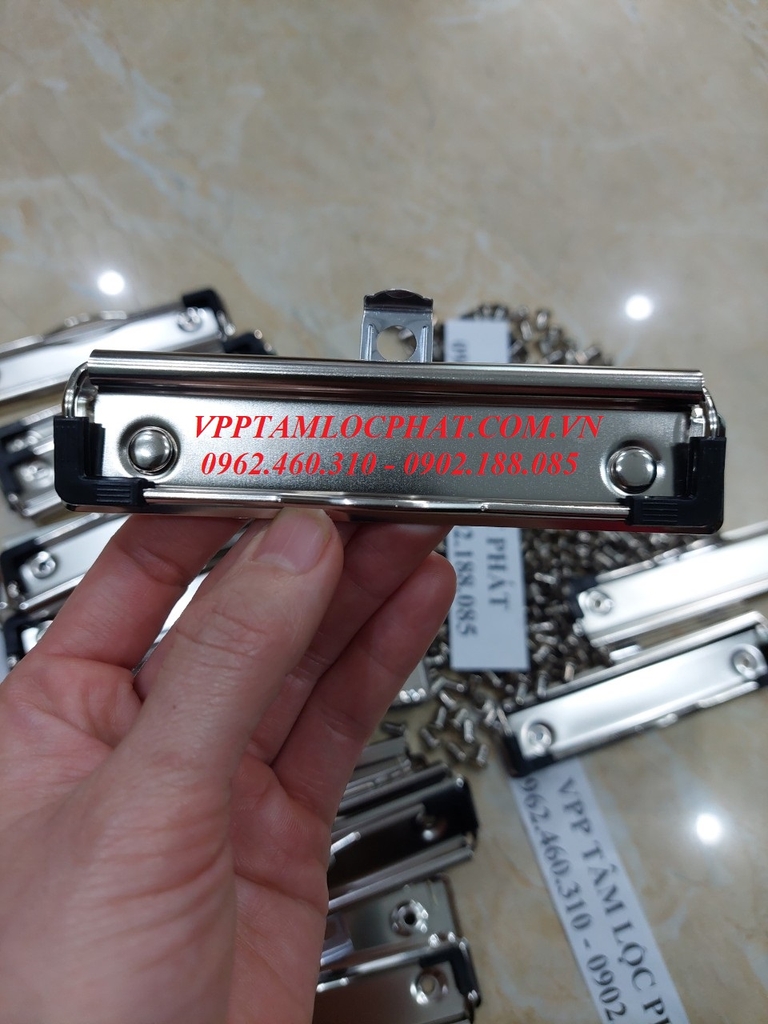 VPPTAMLOCPHAT.COM.VN
0962.460.310 - 0902.188.085
PHÁT
2.188.085
VPP TÂM LỘC PH
0962.460.310 - 0902